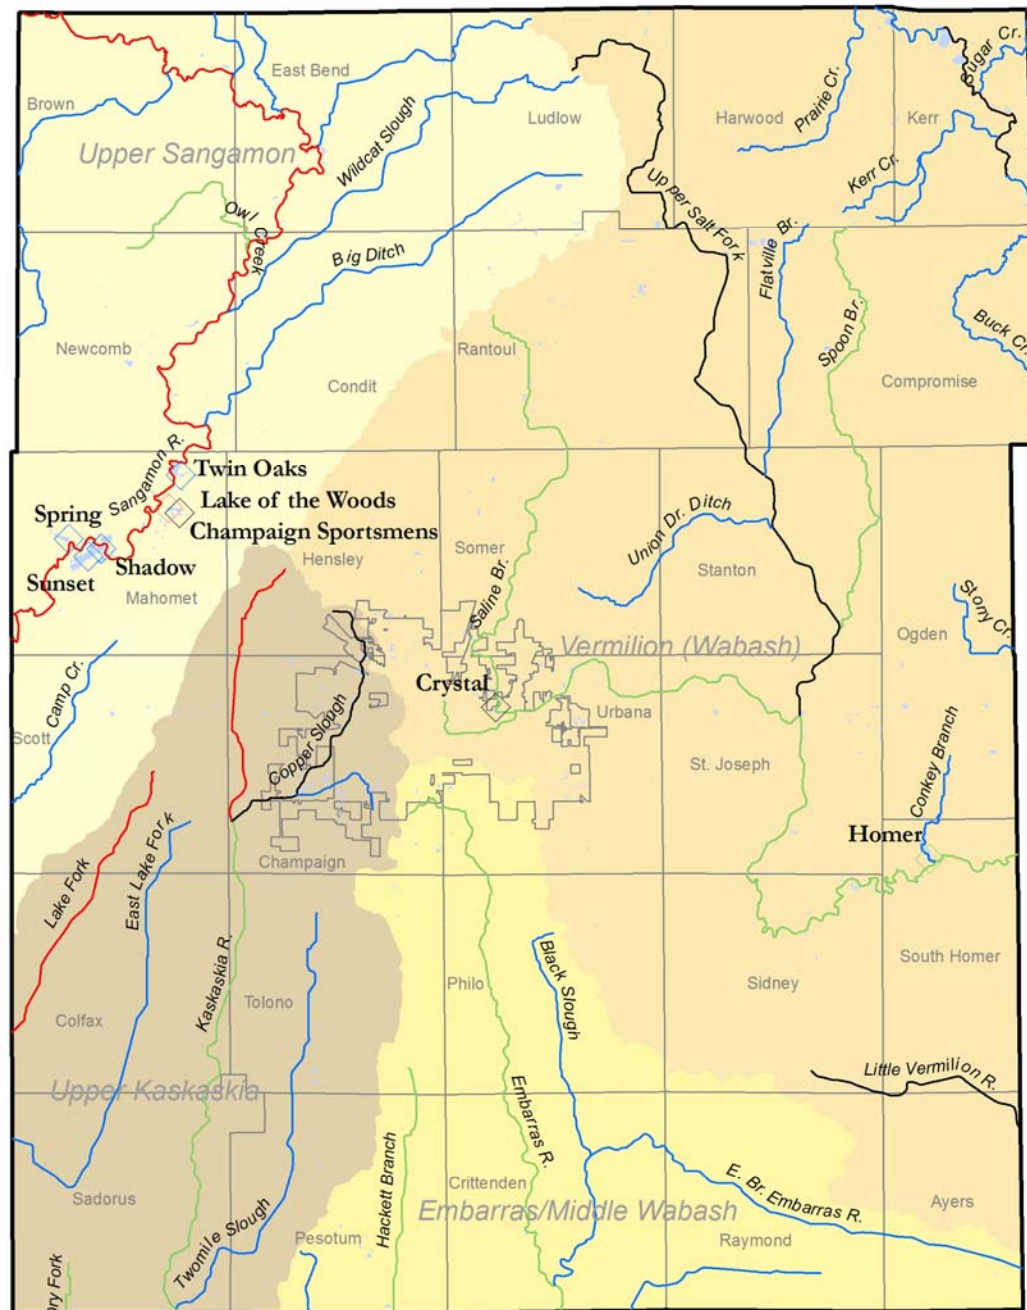 East Bend
Sugar Cr.
Brown
Ludlow
Harwood
Prairie Cr.
Kerr
Wildcat Slough
Upper Sangamon
Kerr Cr.
Upper Salt Fork
Owl Creek
Flatville Br.
Big Ditch
Spoon Br.
Buck Cr.
Newcomb
Rantoul
Condit
Compromise
Sangamon R.
Twin Oaks
Lake of the Woods
Spring
Champaign Sportsmens
Union Dr. Ditch
Hensley
Somer
Shadow
Sunset
Mahomet
Stanton
Saline Br.
Stony Cr.
Ogden
Vermilion (Wabash)
Camp Cr.
Crystal
Urbana
Scott
Copper Slough
St. Joseph
Conkey Branch
Homer
Champaign
Lake Fork
East Lake Fork
Kaskaskia R.
Black Slough
South Homer
Philo
Sidney
Tolono
Colfax
Little Vermilion R.
Upper Kaskaskia
Embarras R.
Hackett Branch
Crittenden
E. Br. Embarras R.
Sadorus
Ayers
Embarras/Middle Wabash
Twomile Slough
Pesotum
Raymond
ory Fork